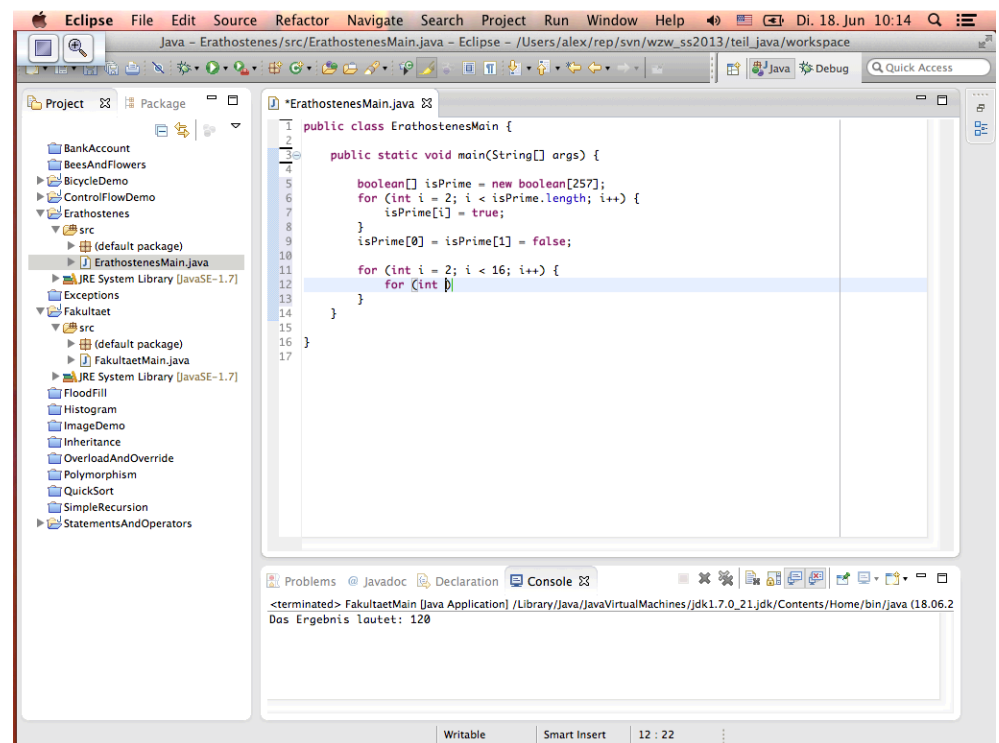 Eclipse File Edit Source Refactor Navigate Search Project Run Window Help Di. 18. Jun 10:14
Java – Erathostenes/src/ErathostenesMain.java – Eclipse – /Users/alex/rep/svn/wzw_ss2013/teil_java/workspace
Java Debug Quick Access
Project Package
BankAccount
BeesAndFlowers
BicycleDemo
ControlFlowDemo
Erathostenes
src
(default package)
ErathostenesMain.java
JRE System Library [JavaSE-1.7]
Exceptions
Fakultaet
src
(default package)
FakultaetMain.java
JRE System Library [JavaSE-1.7]
FloodFill
Histogram
ImageDemo
Inheritance
OverloadAndOverride
Polymorphism
QuickSort
SimpleRecursion
StatementsAndOperators
*ErathostenesMain.java
1 public class ErathostenesMain {
2
3 public static void main(String[] args) {
4
5 boolean[] isPrime = new boolean[257];
6 for (int i = 2; i < isPrime.length; i++) {
7 isPrime[i] = true;
8 }
9 isPrime[0] = isPrime[1] = false;
10
11 for (int i = 2; i < 16; i++) {
12 for (int )
13 }
14 }
15
16 }
17
Problems @ Javadoc Declaration Console
<terminated> FakultaetMain [Java Application] /Library/Java/JavaVirtualMachines/jdk1.7.0_21.jdk/Contents/Home/bin/java (18.06.2
Das Ergebnis lautet: 120
Writable Smart Insert 12 : 22